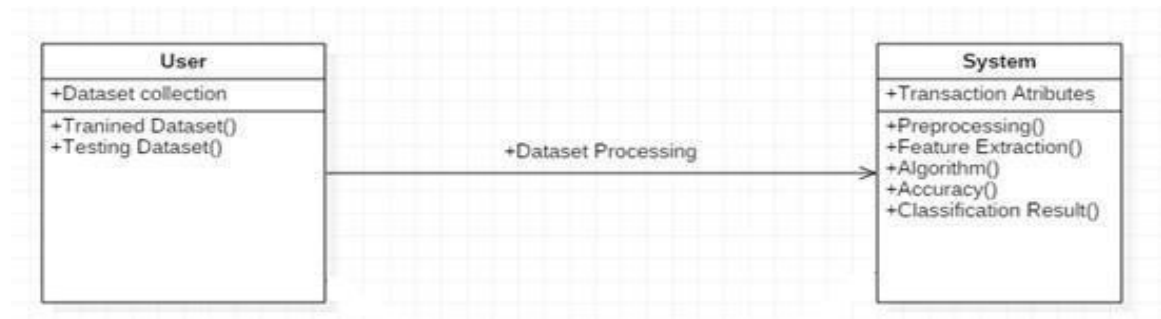 User
+Dataset collection
+Tranined Dataset()
+Testing Dataset()
+Dataset Processing
System
+Transaction Atributes
+Preprocessing()
+Feature Extraction()
+Algorithm()
+Accuracy()
+Classification Result()